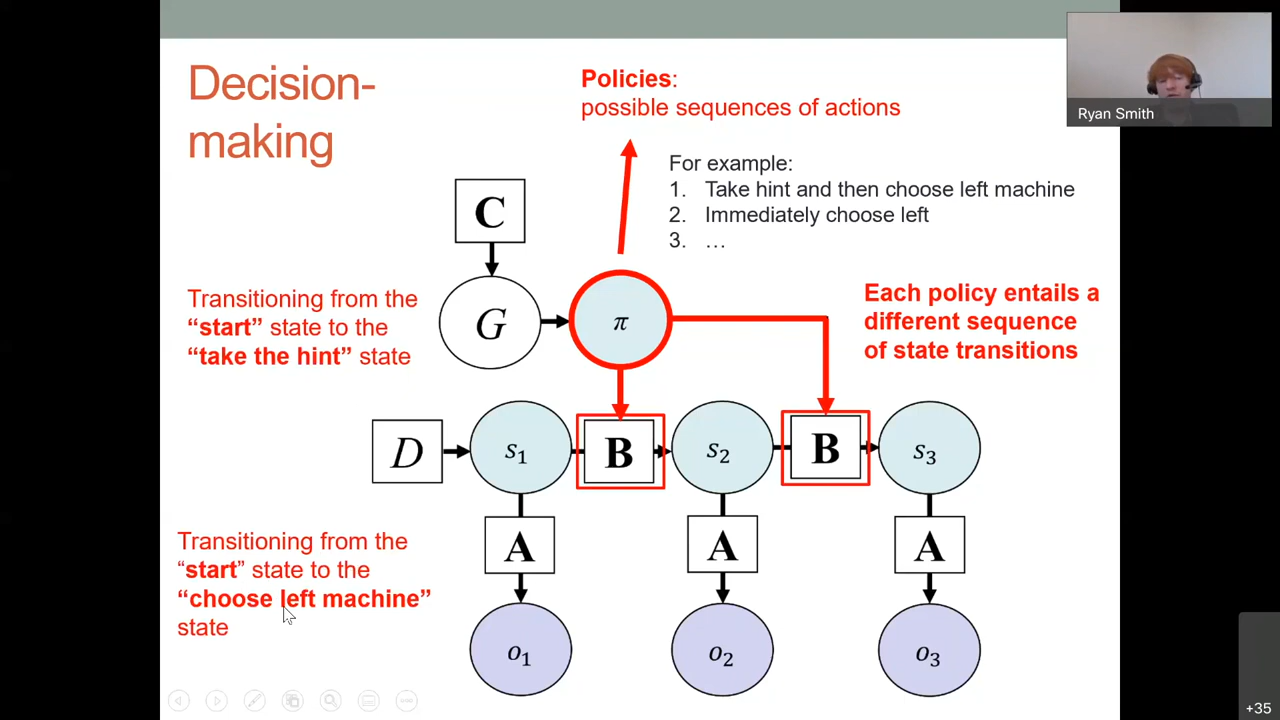 Decision-
making
Policies:
possible sequences of actions
Ryan Smith
For example:
1. Take hint and then choose left machine
2. Immediately choose left
3. …
C
G
π
Transitioning from the
“start” state to the
“take the hint” state
Each policy entails a
different sequence
of state transitions
D
s1
B
s2
B
s3
A
A
A
Transitioning from the
“start” state to the
“choose left machine”
state
o1
o2
o3
+35